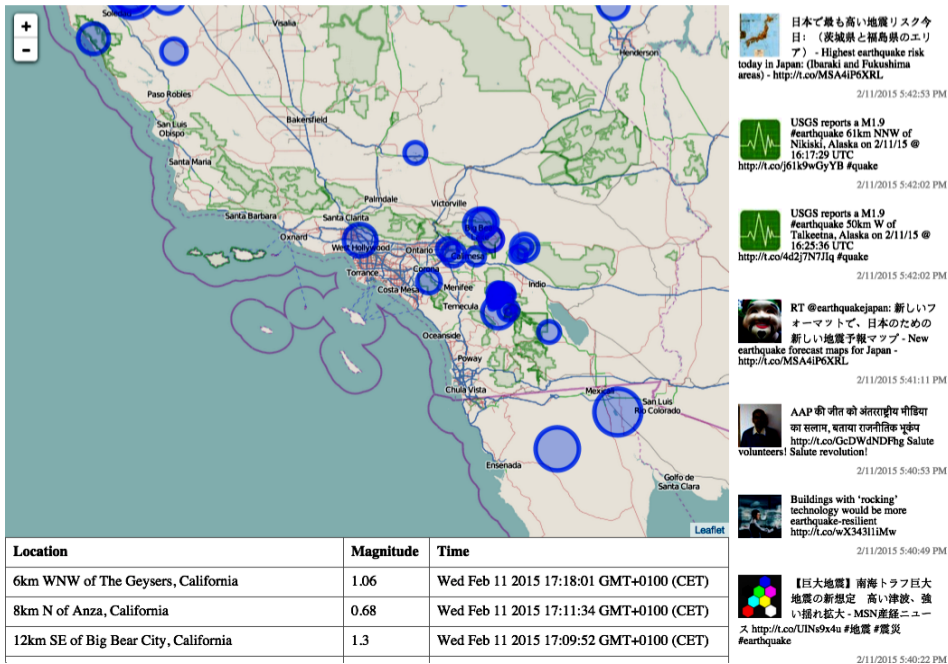 +
-
Soledad
Visalia
Henderson
Paso Robles
San Luis
Obispo
Bakersfield
Santa Maria
Palmdale
Victorville
Santa Barbara
Santa Clarita
Oxnard
West Hollywood
Ontario
Calimesa
Torrance
Corona
Costa Mesa
Menifee
Indio
Temecula
Oceanside
Poway
Chula Vista
San Luis
Rio Colorado
Ensenada
Golfo de
Santa Clara
Leaflet
Location Magnitude Time
6km WNW of The Geysers, California 1.06 Wed Feb 11 2015 17:18:01 GMT+0100 (CET)
8km N of Anza, California 0.68 Wed Feb 11 2015 17:11:34 GMT+0100 (CET)
12km SE of Big Bear City, California 1.3 Wed Feb 11 2015 17:09:52 GMT+0100 (CET)
日本で最も高い地震リスク今
日: （茨城県と福島県のエリ
ア） - Highest earthquake risk
today in Japan: (Ibaraki and Fukushima
areas) - http://t.co/MSA4iP6XRL
2/11/2015 5:42:53 PM
USGS reports a M1.9
#earthquake 61km NNW of
Nikiski, Alaska on 2/11/15 @
16:17:29 UTC
http://t.co/j61k9wGyYB #quake
2/11/2015 5:42:02 PM
USGS reports a M1.9
#earthquake 50km W of
Talkeetna, Alaska on 2/11/15 @
16:25:36 UTC
http://t.co/4d2j7N7JIq #quake
2/11/2015 5:42:02 PM
RT @earthquakejapan: 新しいフ
ォーマットで、日本のための
新しい地震予報マップ - New
earthquake forecast maps for Japan -
http://t.co/MSA4iP6XRL
2/11/2015 5:41:11 PM
AAP की जीत को अंतरराष्ट्रीय मीडिया
का सलाम, बताया राजनीतिक भूकंप
http://t.co/GcDWdNDFhg Salute
volunteers! Salute revolution!
2/11/2015 5:40:53 PM
Buildings with ‘rocking’
technology would be more
earthquake-resilient
http://t.co/wX343l1iMw
2/11/2015 5:40:49 PM
【巨大地震】南海トラフ巨大
地震の新想定 高い津波、強
い揺れ拡大 - MSN産経ニュー
ス http://t.co/UlNs9x4u #地震 #震災
#earthquake
2/11/2015 5:40:22 PM